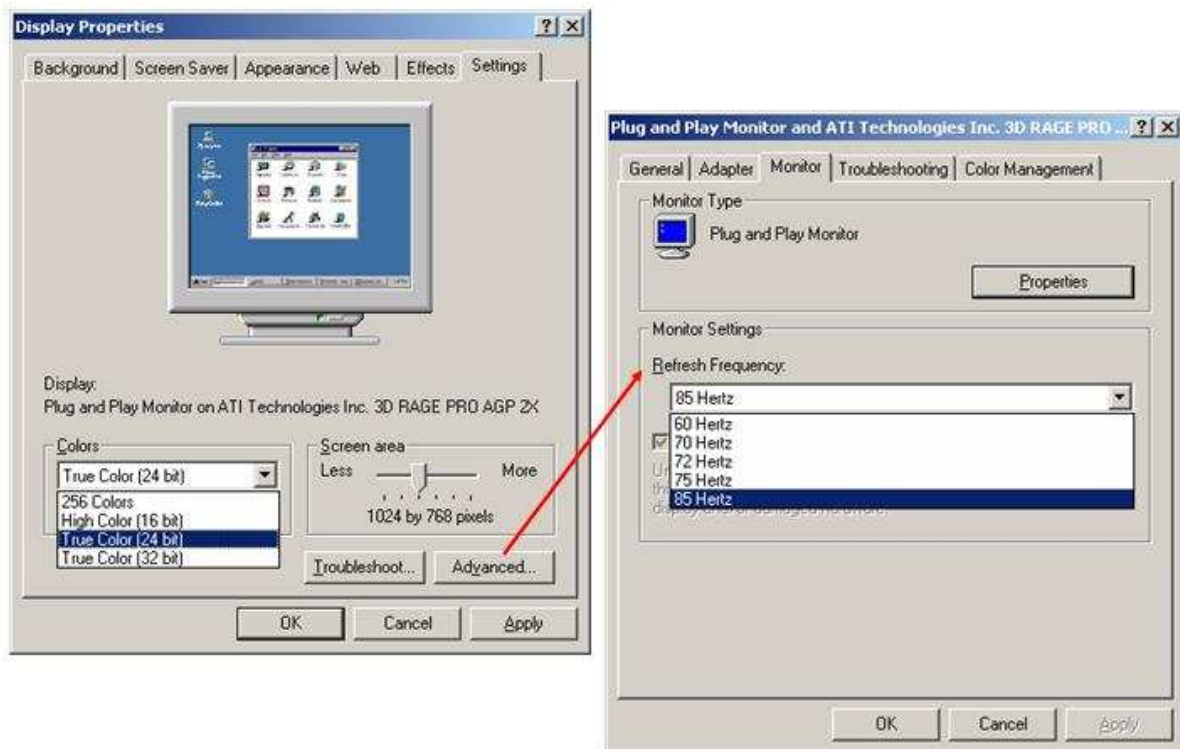 Display Properties
Background Screen Saver Appearance Web Effects Settings
Display:
Plug and Play Monitor on ATI Technologies Inc. 3D RAGE PRO AGP 2X
Colors
True Color (24 bit)
256 Colors
High Color (16 bit)
True Color (24 bit)
True Color (32 bit)
Screen area
Less More
1024 by 768 pixels
Troubleshoot... Advanced...
OK Cancel Apply
Plug and Play Monitor and ATI Technologies Inc. 3D RAGE PRO ...
General Adapter Monitor Troubleshooting Color Management
Monitor Type
Plug and Play Monitor
Properties
Monitor Settings
Refresh Frequency:
85 Hertz
60 Hertz
70 Hertz
72 Hertz
75 Hertz
85 Hertz
OK Cancel Apply